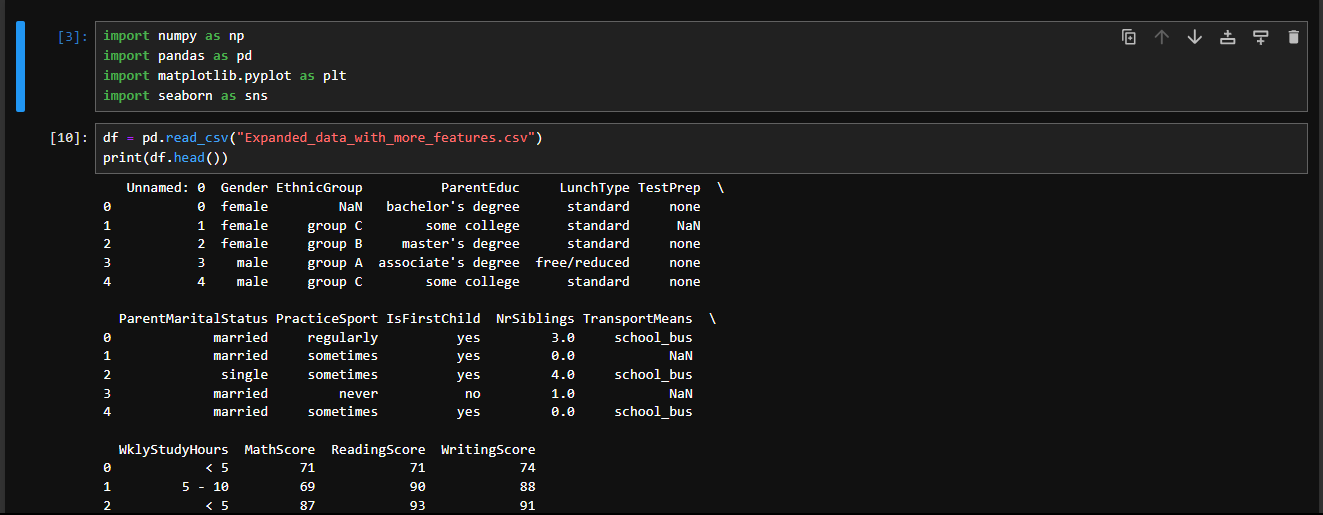 [3]: import numpy as np
import pandas as pd
import matplotlib.pyplot as plt
import seaborn as sns
[10]: df = pd.read_csv("Expanded_data_with_more_features.csv")
print(df.head())
Unnamed: 0 Gender EthnicGroup ParentEduc LunchType TestPrep \
0 0 female NaN bachelor's degree standard none
1 1 female group C some college standard NaN
2 2 female group B master's degree standard none
3 3 male group A associate's degree free/reduced none
4 4 male group C some college standard none
ParentMaritalStatus PracticeSport IsFirstChild NrSiblings TransportMeans \
0 married regularly yes 3.0 school_bus
1 married sometimes yes 0.0 NaN
2 single sometimes yes 4.0 school_bus
3 married never no 1.0 NaN
4 married sometimes yes 0.0 school_bus
WklyStudyHours MathScore ReadingScore WritingScore
0 < 5 71 71 74
1 5 - 10 69 90 88
2 < 5 87 93 91